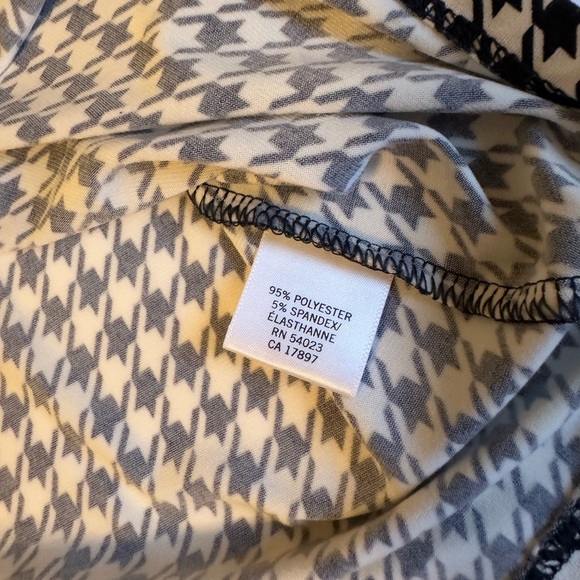 95% POLYESTER
5% SPANDEX/
ÉLASTHANNE
RN 54023
CA 17897